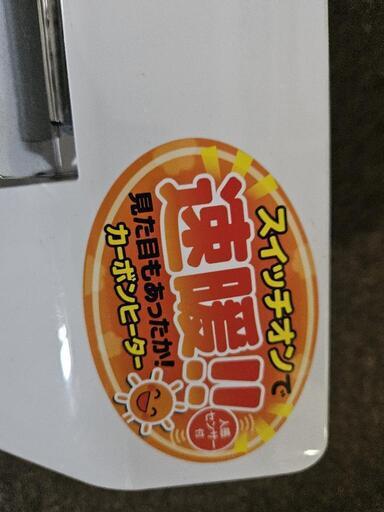 スイッチオンで
速暖!!
見た目もあったか!
カーボンヒーター
人感
センサー
付